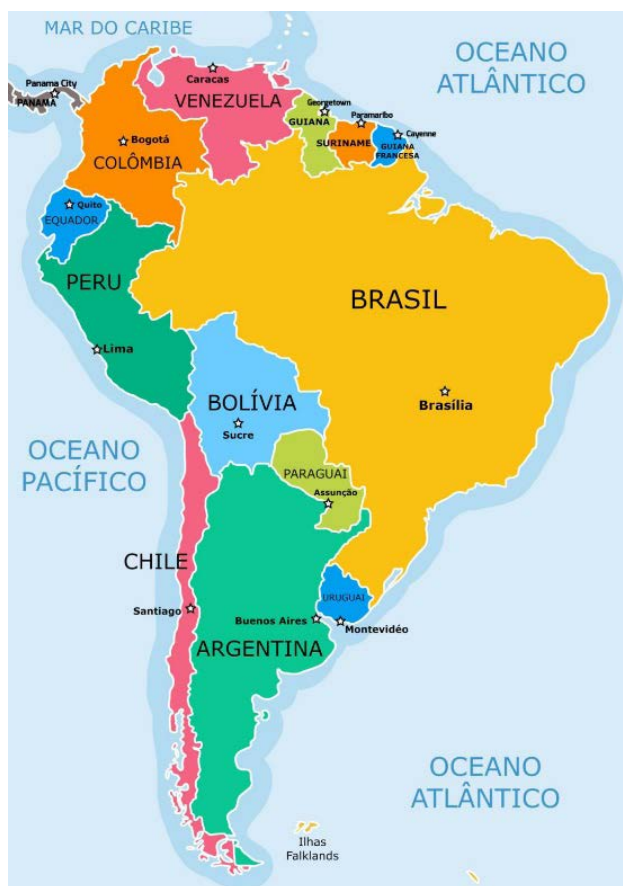 MAR DO CARIBE
OCEANO
ATLÂNTICO
Panama City
PANAMÁ
Caracas
VENEZUELA
Georgetown
GUIANA
Paramaribo
SURINAME
Cayenne
GUIANA
FRANCESA
Bogotá
COLÔMBIA
Quito
EQUADOR
PERU
Lima
BRASIL
Brasília
BOLÍVIA
Sucre
OCEANO
PACÍFICO
PARAGUAI
Assunção
CHILE
Santiago
URUGUAI
Buenos Aires
Montevidéo
ARGENTINA
OCEANO
ATLÂNTICO
Ilhas
Falklands